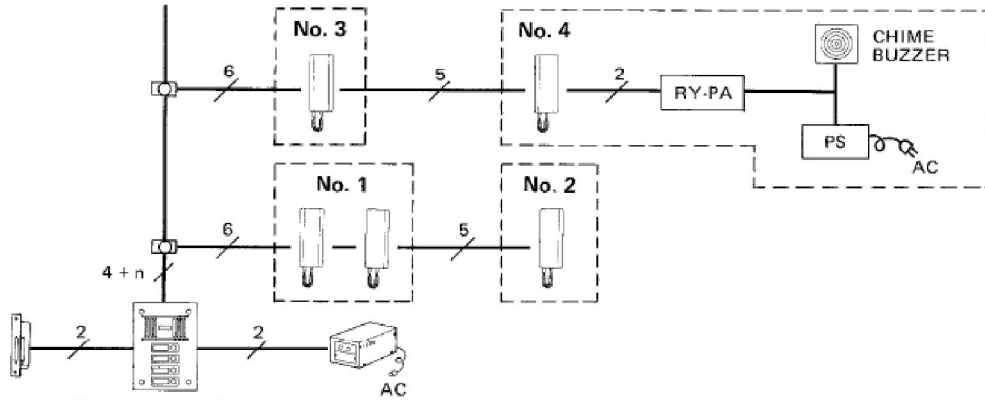 No. 3
No. 4
CHIME
BUZZER
6
5
2
RY-PA
PS
AC
No. 1
No. 2
6
5
4 + n
2
2
AC